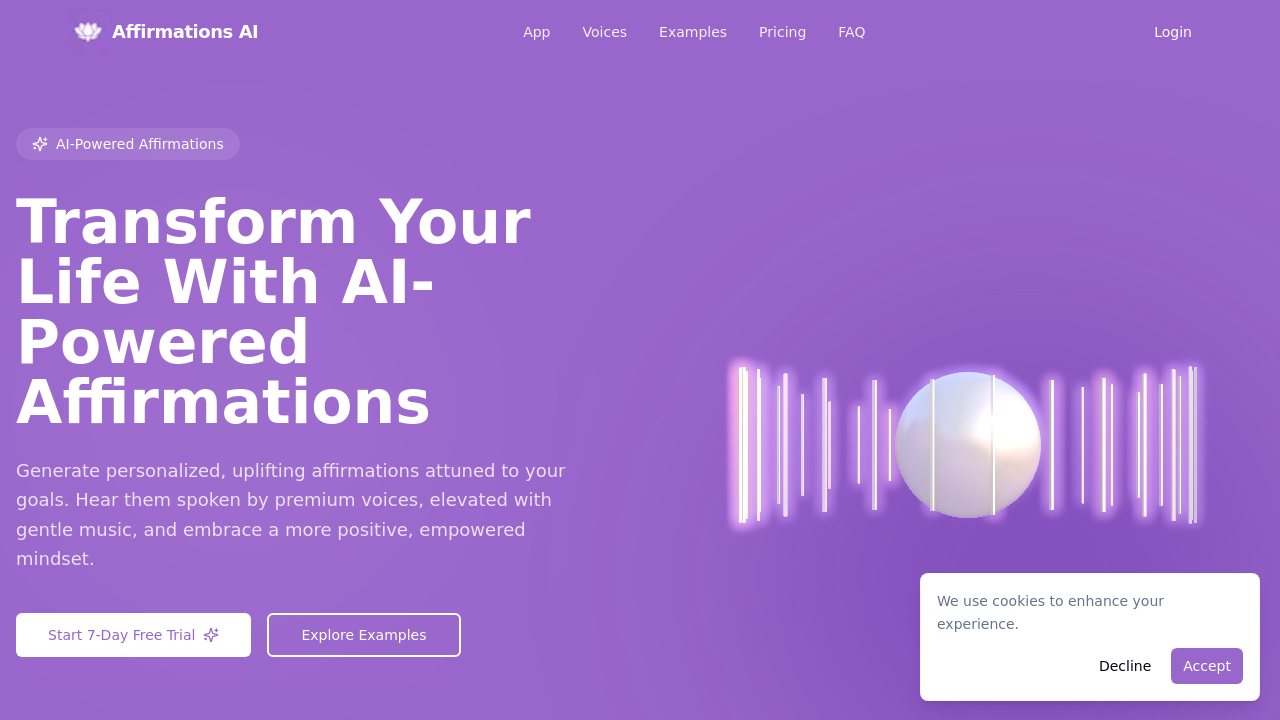 Affirmations AI
App
Voices
Examples
Pricing
FAQ
Login
AI-Powered Affirmations
Transform Your
Life With AI-
Powered
Affirmations
Generate personalized, uplifting affirmations attuned to your
goals. Hear them spoken by premium voices, elevated with
gentle music, and embrace a more positive, empowered
mindset.
Start 7-Day Free Trial
Explore Examples
We use cookies to enhance your
experience.
Decline
Accept